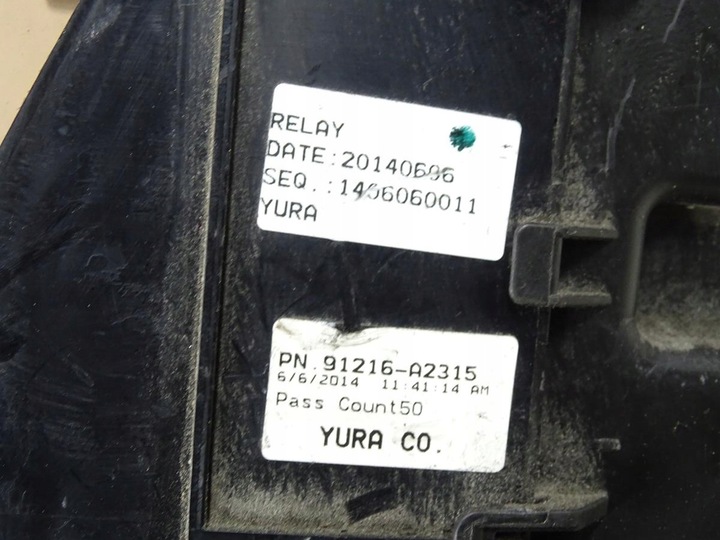 RELAY
DATE:20140606
SEQ.:1406060011
YURA
PN.91216-A2315
6/6/2014 11:41:14 AM
Pass Count50
YURA CO.